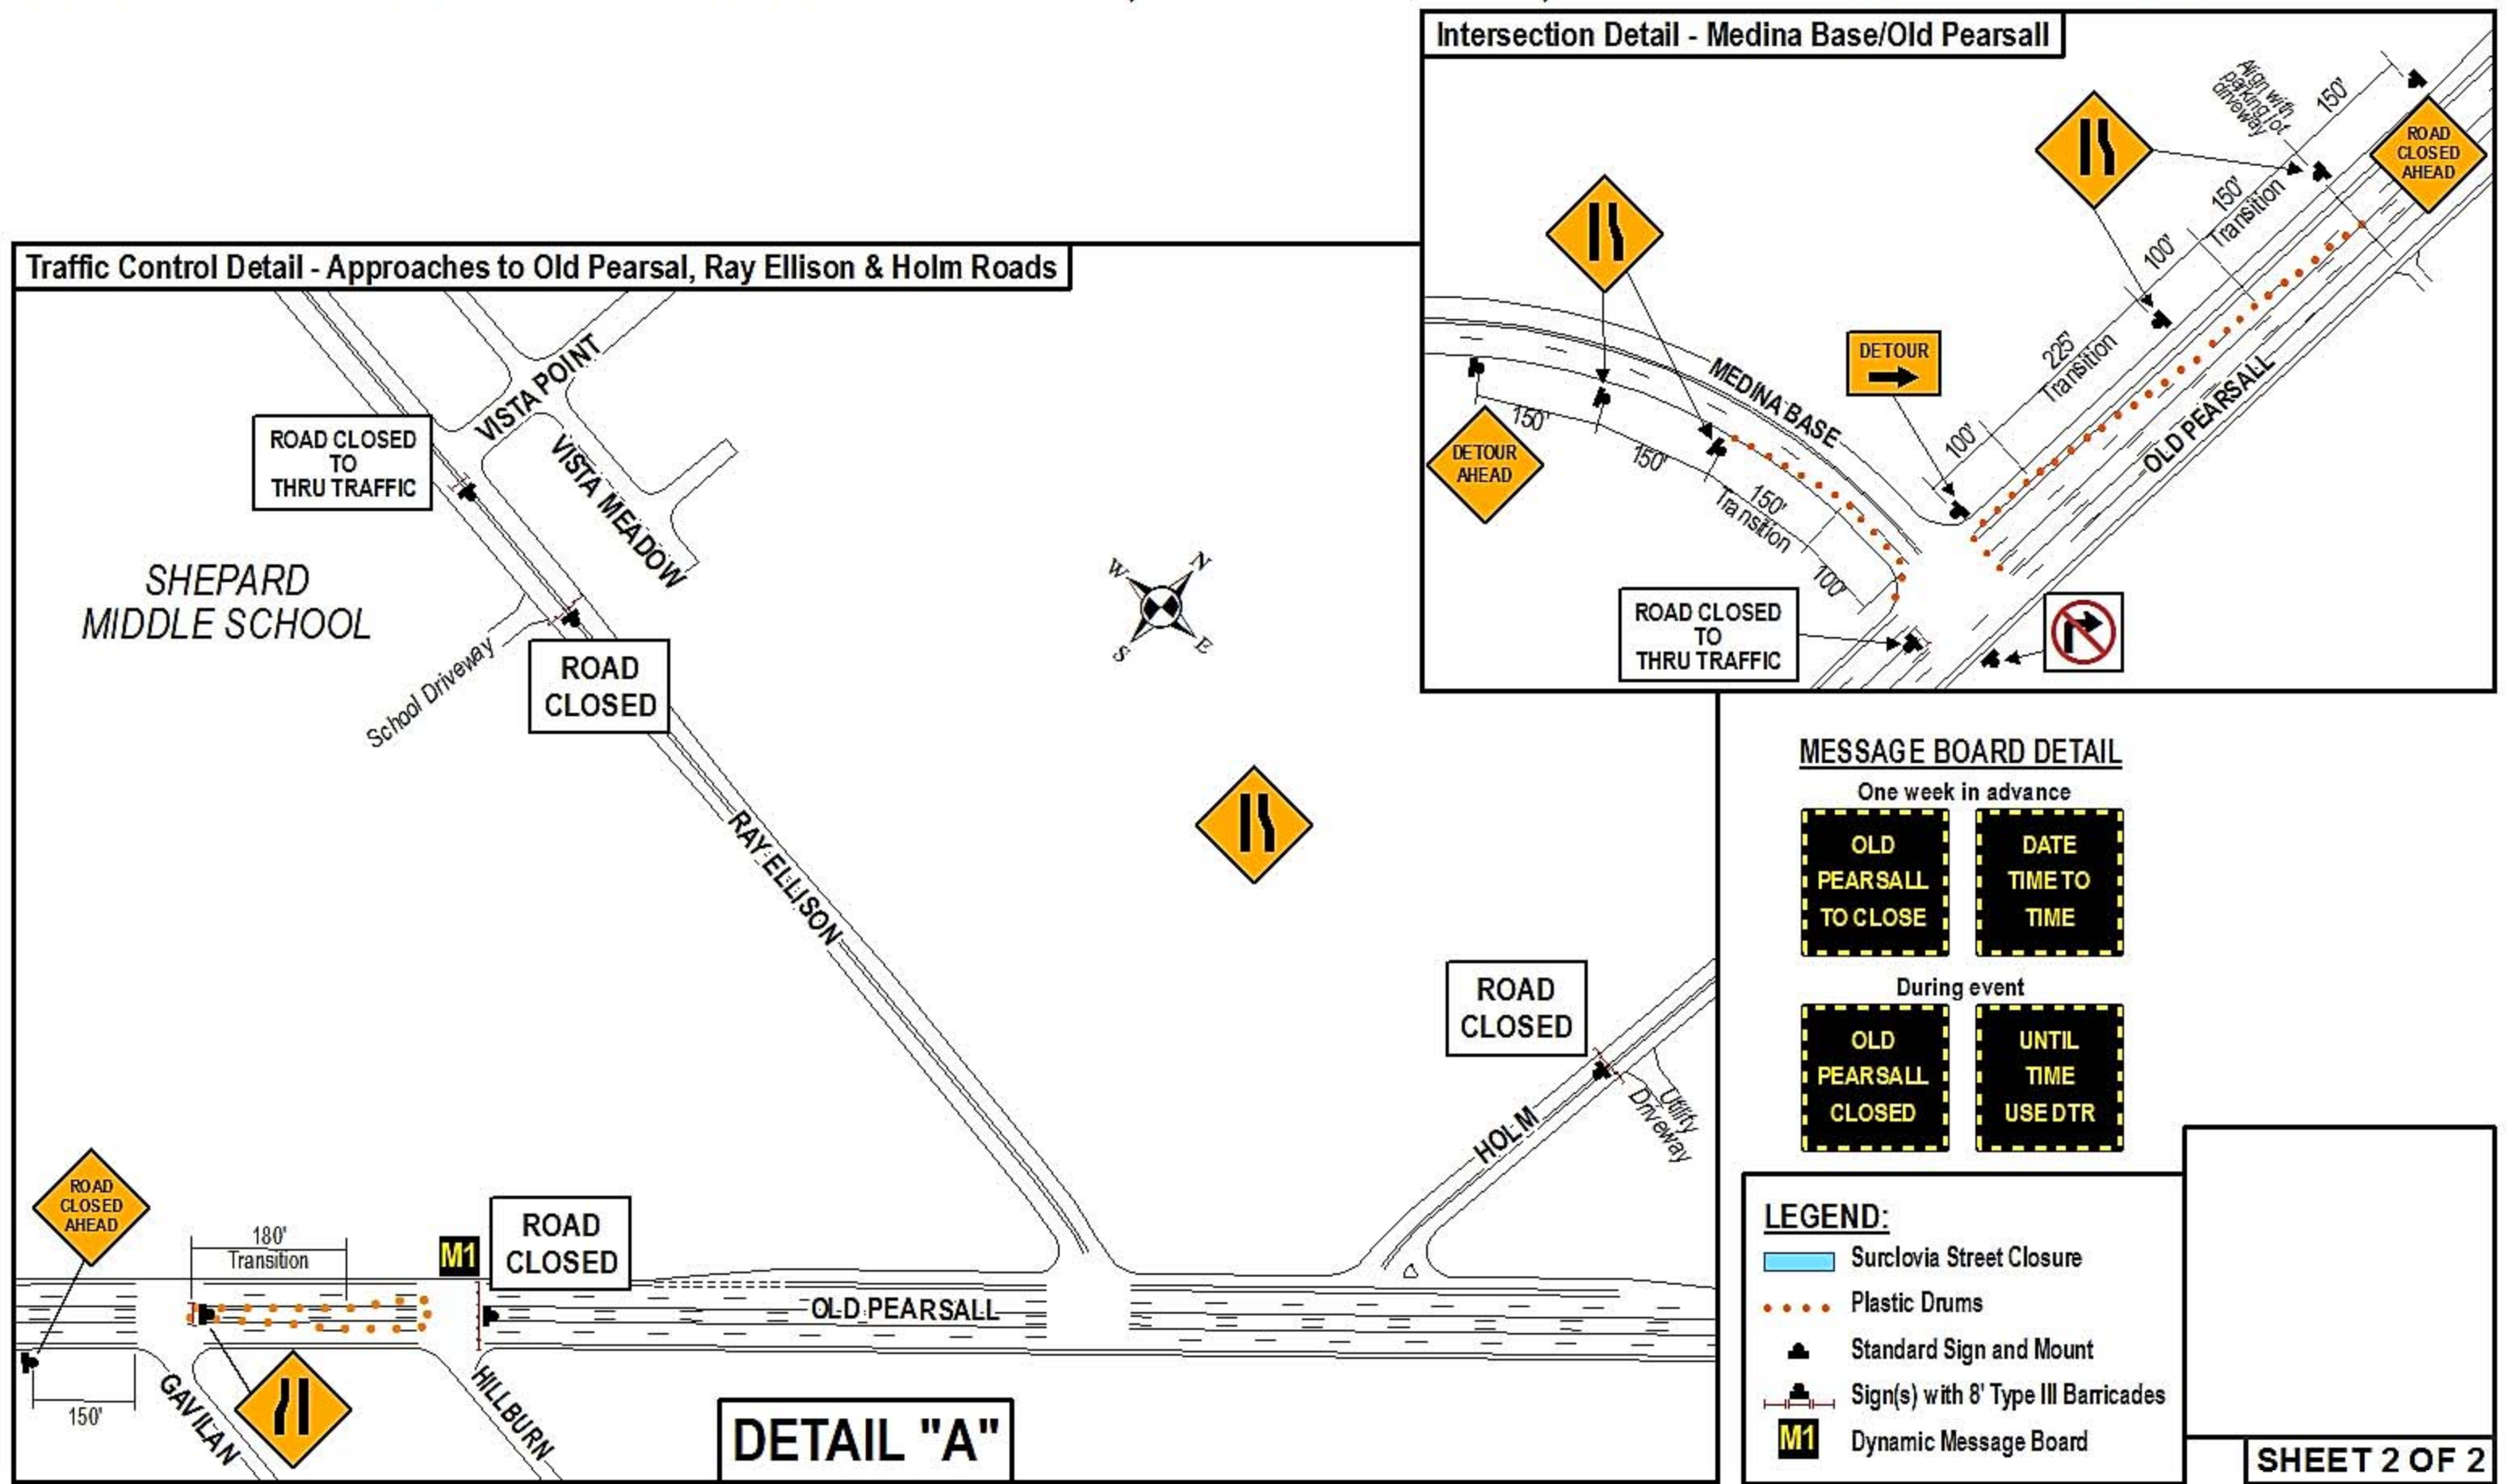 Intersection Detail - Medina Base/Old Pearsall
Align with
parking lot
driveway
150'
ROAD
CLOSED
AHEAD
150'
Transition
100'
225'
Transition
100'
OLD PEARSALL
DETOUR
MEDINA BASE
150'
DETOUR
AHEAD
150'
150'
Transition
100'
ROAD CLOSED
TO
THRU TRAFFIC
Traffic Control Detail - Approaches to Old Pearsal, Ray Ellison & Holm Roads
VISTA POINT
VISTA MEADOW
ROAD CLOSED
TO
THRU TRAFFIC
SHEPARD
MIDDLE SCHOOL
School Driveway
ROAD
CLOSED
W
N
S
E
RAY ELLISON
ROAD
CLOSED
HOLM
Utility
Driveway
ROAD
CLOSED
AHEAD
180'
Transition
M1
ROAD
CLOSED
OLD PEARSALL
150'
GAVILAN
HILLBURN
DETAIL "A"
MESSAGE BOARD DETAIL
One week in advance
OLD
PEARSALL
TO CLOSE
DATE
TIME TO
TIME
During event
OLD
PEARSALL
CLOSED
UNTIL
TIME
USE DTR
LEGEND:
Surclovia Street Closure
Plastic Drums
Standard Sign and Mount
Sign(s) with 8' Type III Barricades
M1 Dynamic Message Board
SHEET 2 OF 2